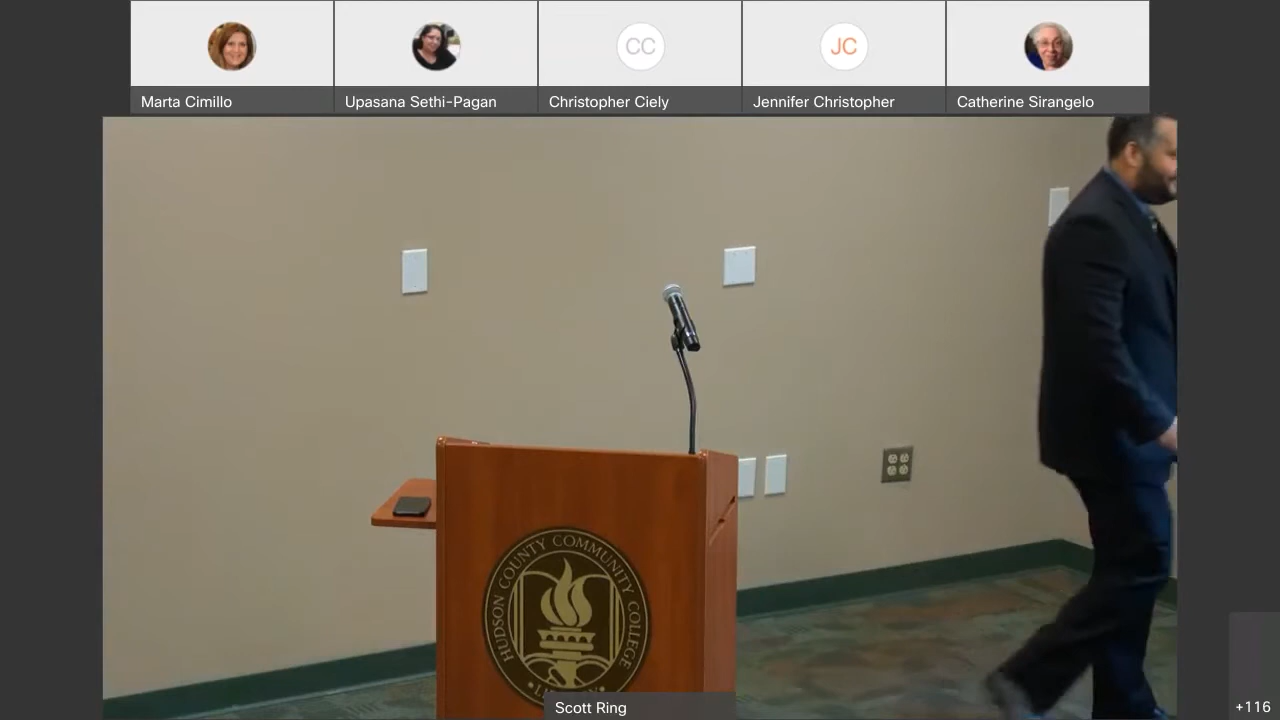 CC
JC
Marta Cimillo
Upasana Sethi-Pagan
Christopher Ciely
Jennifer Christopher
Catherine Sirangelo
HUDSON COUNTY COMMUNITY COLLEGE
Scott Ring
+116